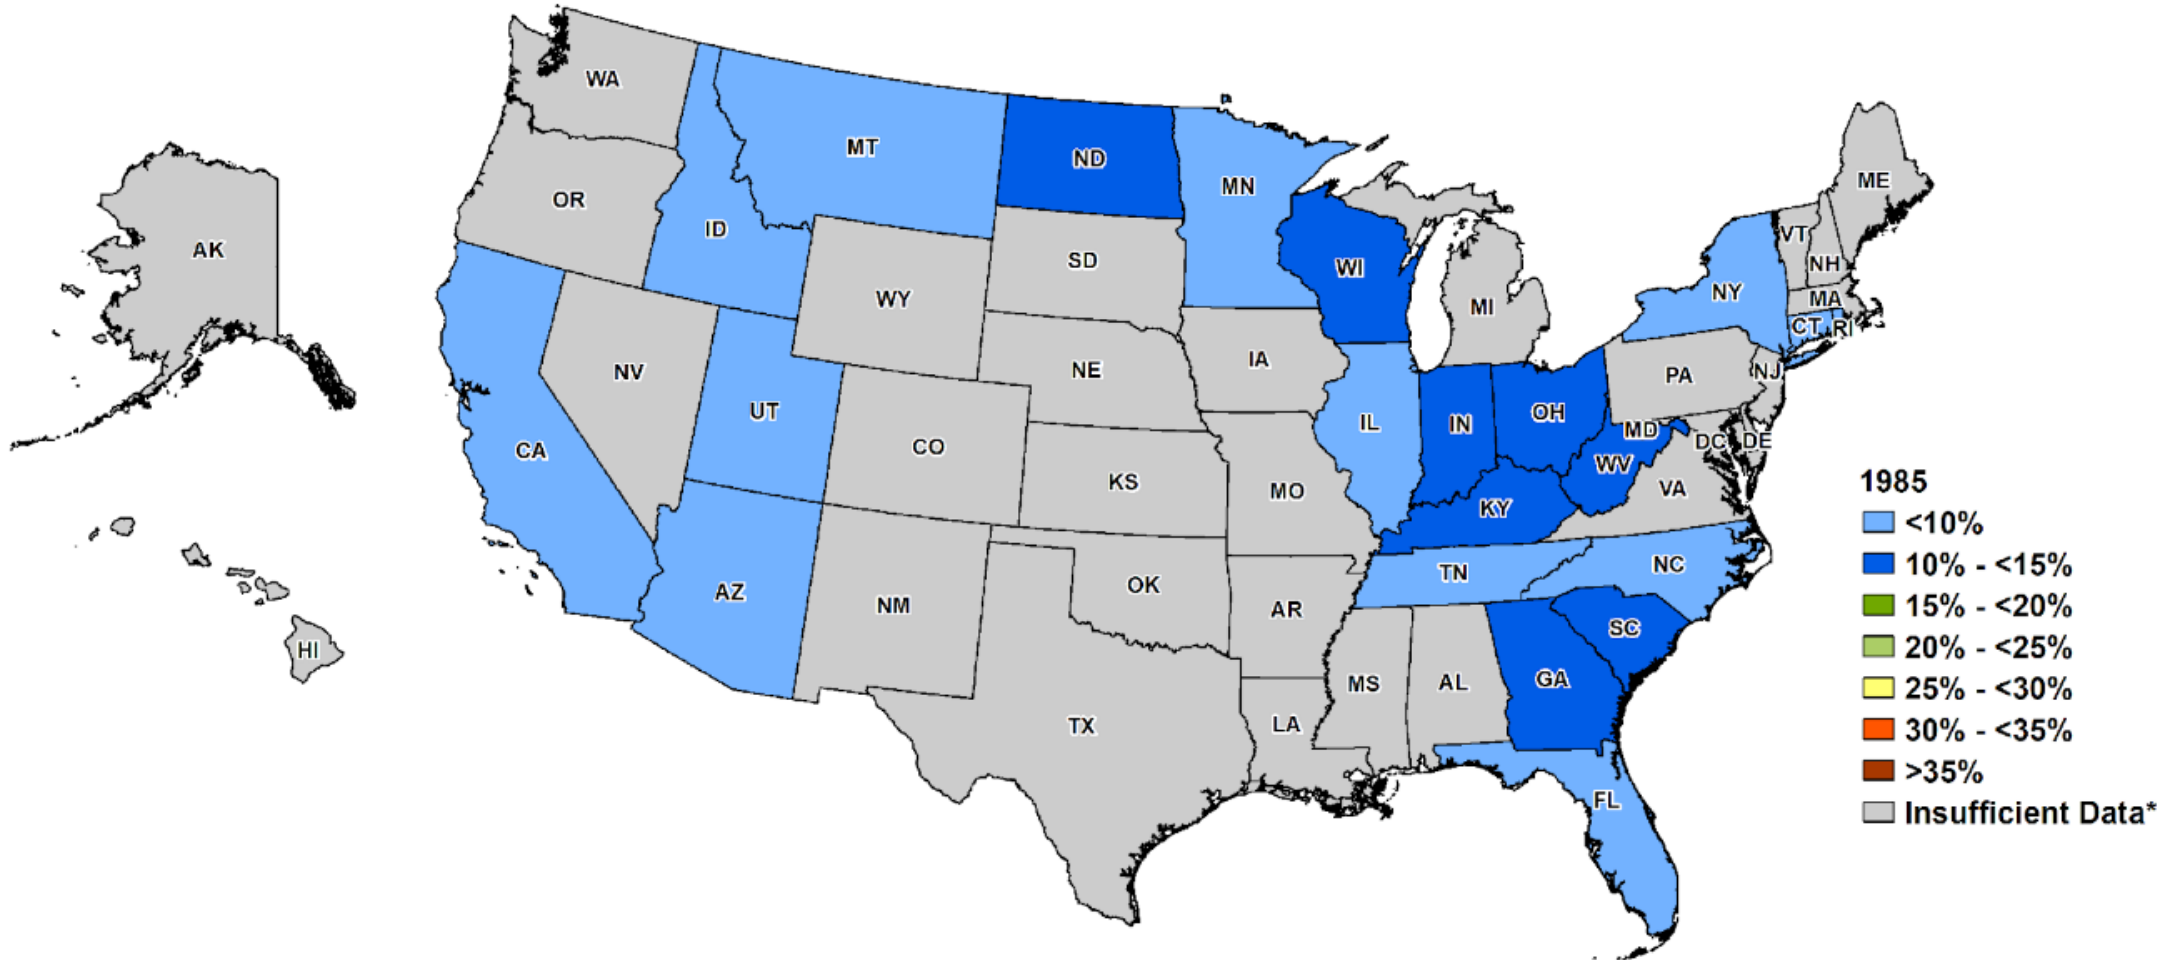 WA
MT
ND
MN
ME
OR
ID
AK
VT
NH
SD
WI
NY
WY
MI
MA
CT
RI
IA
NV
NE
PA
NJ
UT
CO
IL
IN
OH
MD
DC
DE
CA
WV
KS
VA
MO
KY
TN
NC
OK
AZ
NM
AR
SC
HI
MS
AL
GA
TX
LA
FL
1985
<10%
10% - <15%
15% - <20%
20% - <25%
25% - <30%
30% - <35%
>35%
Insufficient Data*